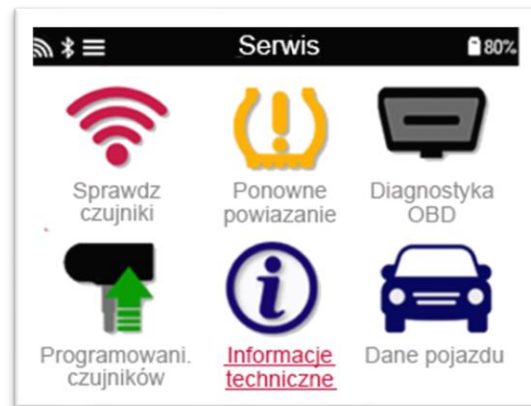 Serwis
80%
Sprawdz
czujniki
Ponowne
powiazanie
Diagnostyka
OBD
Programowani.
czujników
Informacje
techniczne
Dane pojazdu